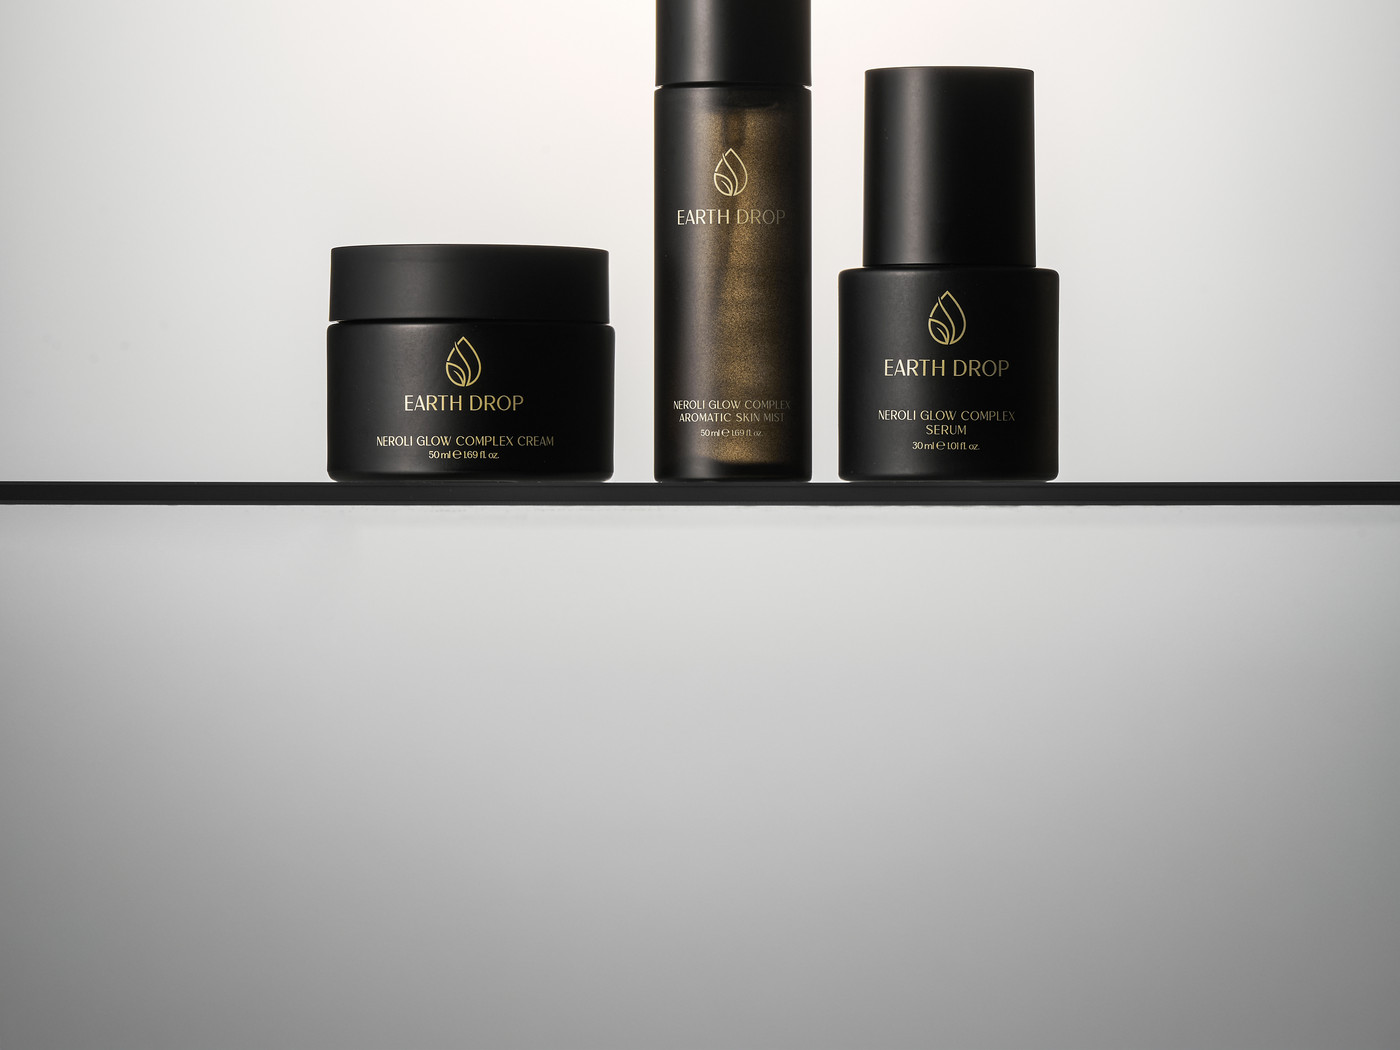 EARTH DROP
NEROLI GLOW COMPLEX CREAM
50 ml ℮ 1.69 fl. oz.
EARTH DROP
NEROLI GLOW COMPLEX
AROMATIC SKIN MIST
50 ml ℮ 1.69 fl. oz.
EARTH DROP
NEROLI GLOW COMPLEX
SERUM
30 ml ℮ 1.01 fl. oz.